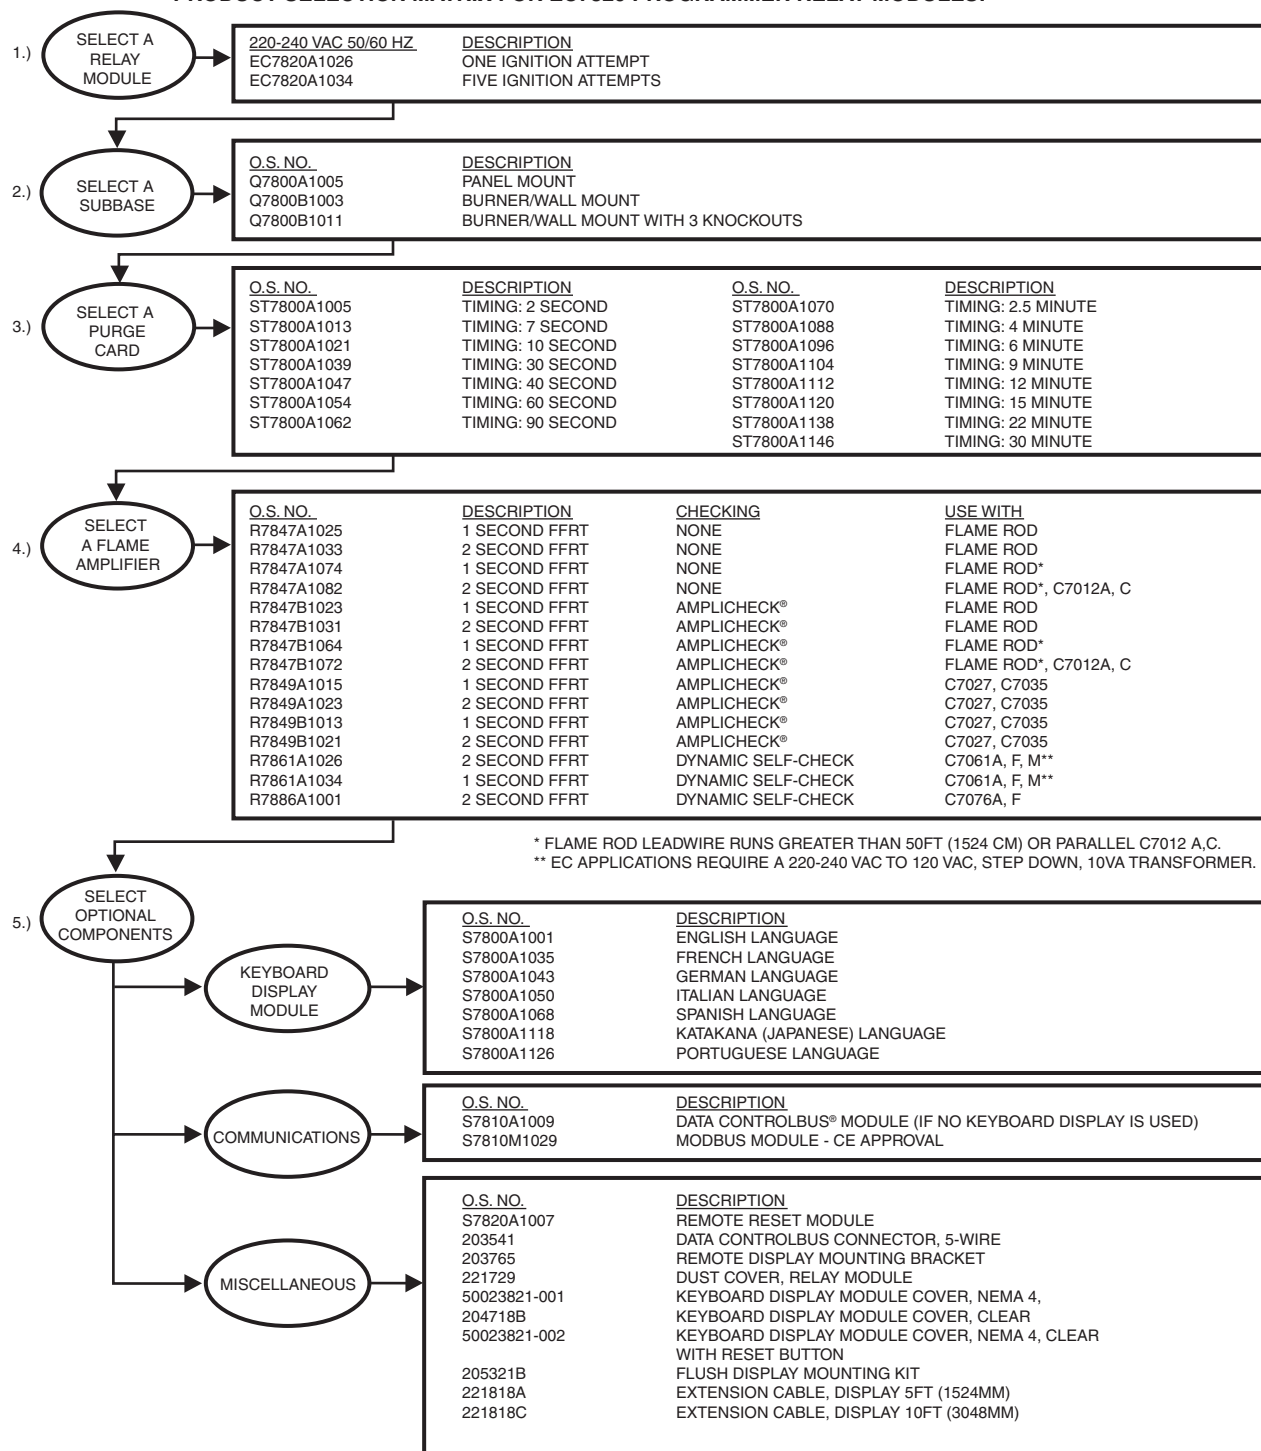 1.)
SELECT A
RELAY
MODULE
220-240 VAC 50/60 HZ DESCRIPTION
EC7820A1026 ONE IGNITION ATTEMPT
EC7820A1034 FIVE IGNITION ATTEMPTS
2.)
SELECT A
SUBBASE
O.S. NO. DESCRIPTION
Q7800A1005 PANEL MOUNT
Q7800B1003 BURNER/WALL MOUNT
Q7800B1011 BURNER/WALL MOUNT WITH 3 KNOCKOUTS
3.)
SELECT A
PURGE
CARD
O.S. NO. DESCRIPTION O.S. NO. DESCRIPTION
ST7800A1005 TIMING: 2 SECOND ST7800A1070 TIMING: 2.5 MINUTE
ST7800A1013 TIMING: 7 SECOND ST7800A1088 TIMING: 4 MINUTE
ST7800A1021 TIMING: 10 SECOND ST7800A1096 TIMING: 6 MINUTE
ST7800A1039 TIMING: 30 SECOND ST7800A1104 TIMING: 9 MINUTE
ST7800A1047 TIMING: 40 SECOND ST7800A1112 TIMING: 12 MINUTE
ST7800A1054 TIMING: 60 SECOND ST7800A1120 TIMING: 15 MINUTE
ST7800A1062 TIMING: 90 SECOND ST7800A1138 TIMING: 22 MINUTE
ST7800A1146 TIMING: 30 MINUTE
4.)
SELECT
A FLAME
AMPLIFIER
O.S. NO. DESCRIPTION CHECKING USE WITH
R7847A1025 1 SECOND FFRT NONE FLAME ROD
R7847A1033 2 SECOND FFRT NONE FLAME ROD
R7847A1074 1 SECOND FFRT NONE FLAME ROD*
R7847A1082 2 SECOND FFRT NONE FLAME ROD*, C7012A, C
R7847B1023 1 SECOND FFRT AMPLICHECK® FLAME ROD
R7847B1031 2 SECOND FFRT AMPLICHECK® FLAME ROD
R7847B1064 1 SECOND FFRT AMPLICHECK® FLAME ROD*
R7847B1072 2 SECOND FFRT AMPLICHECK® FLAME ROD*, C7012A, C
R7849A1015 1 SECOND FFRT AMPLICHECK® C7027, C7035
R7849A1023 2 SECOND FFRT AMPLICHECK® C7027, C7035
R7849B1013 1 SECOND FFRT AMPLICHECK® C7027, C7035
R7849B1021 2 SECOND FFRT AMPLICHECK® C7027, C7035
R7861A1026 2 SECOND FFRT DYNAMIC SELF-CHECK C7061A, F, M**
R7861A1034 1 SECOND FFRT DYNAMIC SELF-CHECK C7061A, F, M**
R7886A1001 2 SECOND FFRT DYNAMIC SELF-CHECK C7076A, F
* FLAME ROD LEADWIRE RUNS GREATER THAN 50FT (1524 CM) OR PARALLEL C7012 A,C.
** EC APPLICATIONS REQUIRE A 220-240 VAC TO 120 VAC, STEP DOWN, 10VA TRANSFORMER.
5.)
SELECT
OPTIONAL
COMPONENTS
KEYBOARD
DISPLAY
MODULE
O.S. NO. DESCRIPTION
S7800A1001 ENGLISH LANGUAGE
S7800A1035 FRENCH LANGUAGE
S7800A1043 GERMAN LANGUAGE
S7800A1050 ITALIAN LANGUAGE
S7800A1068 SPANISH LANGUAGE
S7800A1118 KATAKANA (JAPANESE) LANGUAGE
S7800A1126 PORTUGUESE LANGUAGE
COMMUNICATIONS
O.S. NO. DESCRIPTION
S7810A1009 DATA CONTROLBUS® MODULE (IF NO KEYBOARD DISPLAY IS USED)
S7810M1029 MODBUS MODULE - CE APPROVAL
MISCELLANEOUS
O.S. NO. DESCRIPTION
S7820A1007 REMOTE RESET MODULE
203541 DATA CONTROLBUS CONNECTOR, 5-WIRE
203765 REMOTE DISPLAY MOUNTING BRACKET
221729 DUST COVER, RELAY MODULE
50023821-001 KEYBOARD DISPLAY MODULE COVER, NEMA 4,
204718B KEYBOARD DISPLAY MODULE COVER, CLEAR
50023821-002 KEYBOARD DISPLAY MODULE COVER, NEMA 4, CLEAR
WITH RESET BUTTON
205321B FLUSH DISPLAY MOUNTING KIT
221818A EXTENSION CABLE, DISPLAY 5FT (1524MM)
221818C EXTENSION CABLE, DISPLAY 10FT (3048MM)